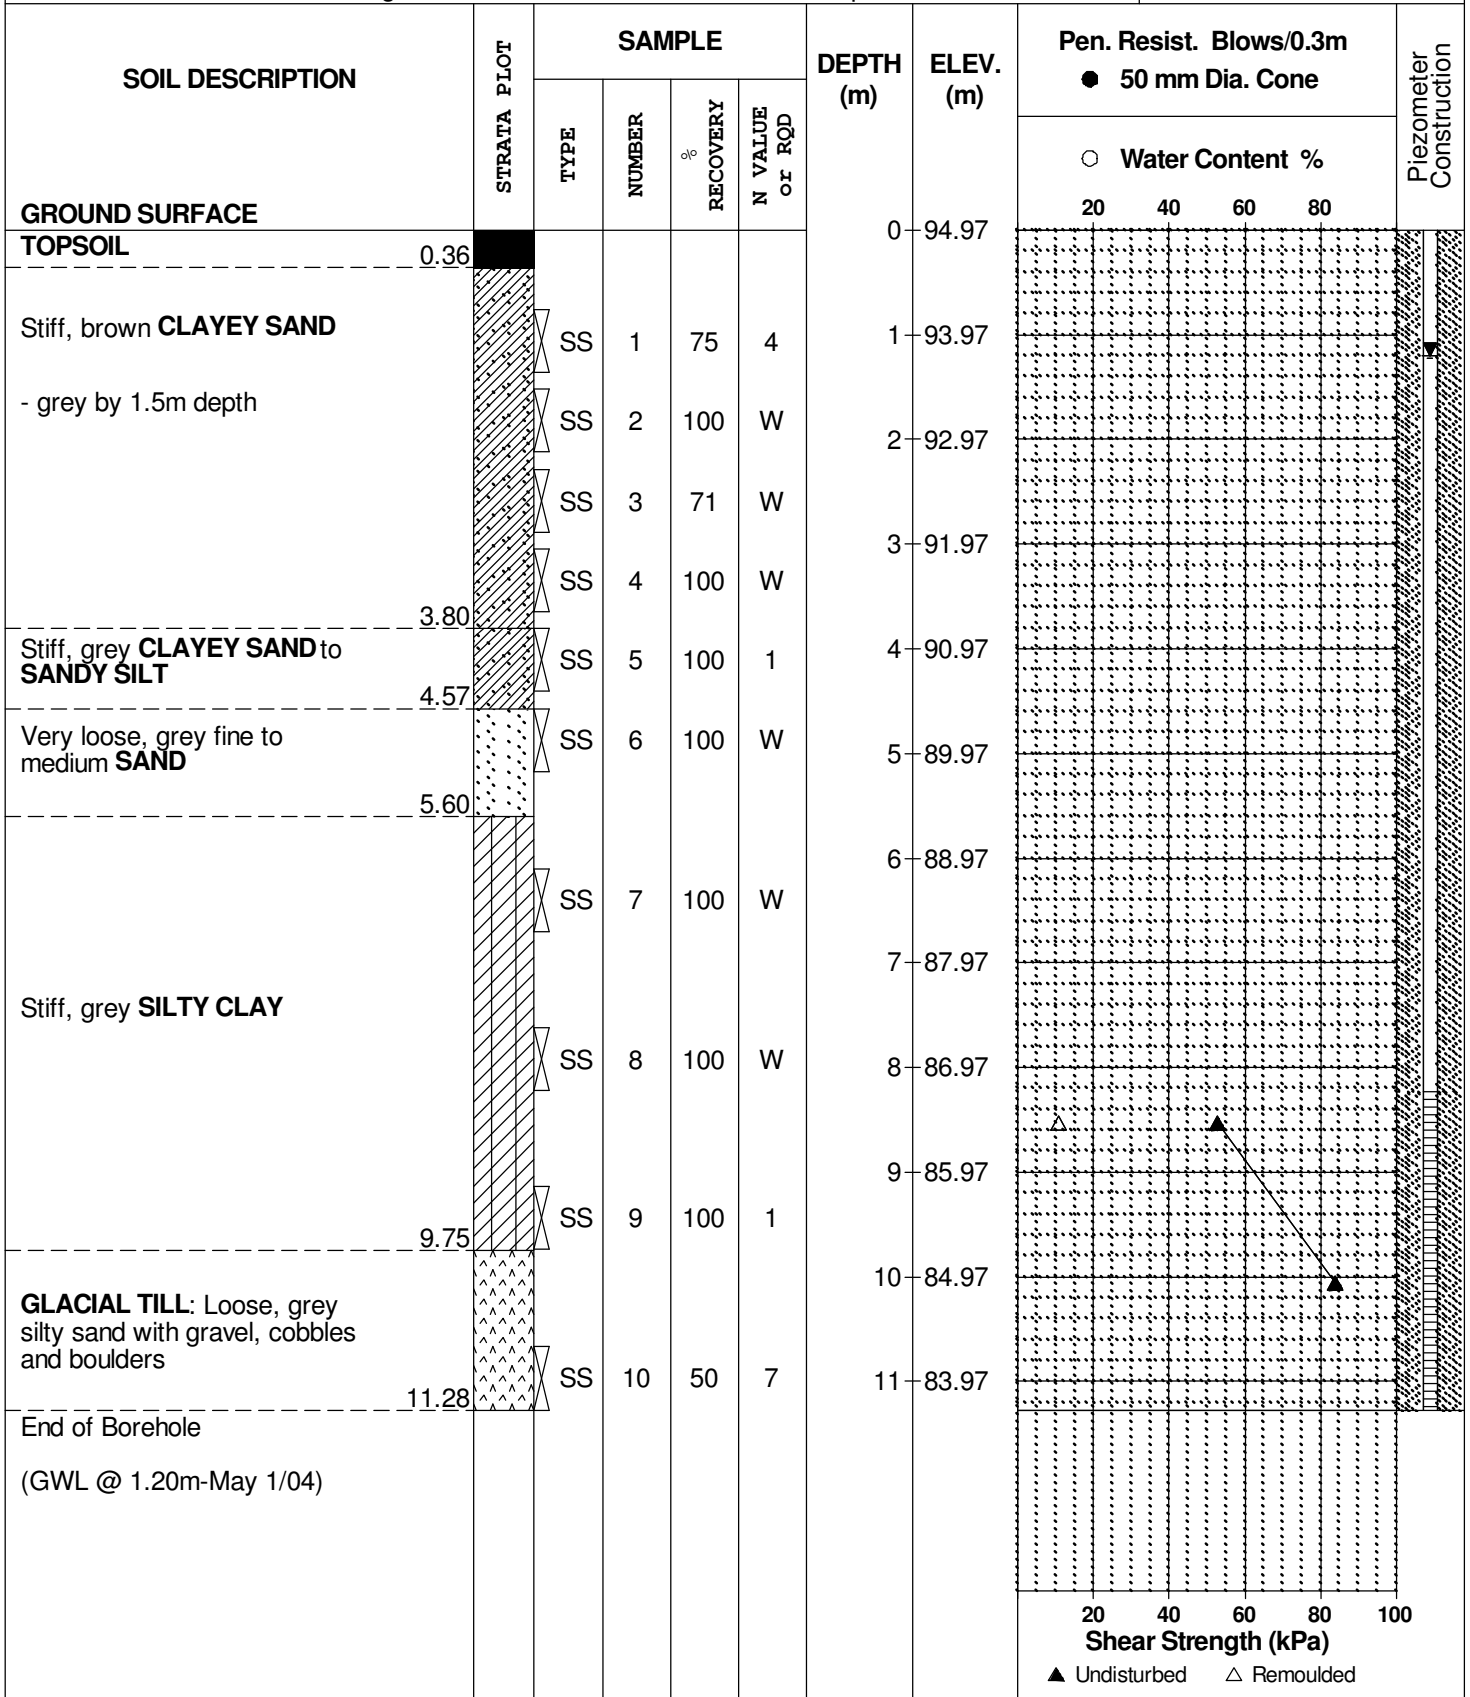 SOIL DESCRIPTION
GROUND SURFACE
STRATA PLOT
SAMPLE
TYPE
NUMBER
%
RECOVERY
N VALUE
or RQD
DEPTH
(m)
ELEV.
(m)
Pen. Resist. Blows/0.3m
● 50 mm Dia. Cone
○ Water Content %
20 40 60 80
Piezometer
Construction
TOPSOIL
0.36
Stiff, brown CLAYEY SAND
- grey by 1.5m depth
3.80
Stiff, grey CLAYEY SAND to
SANDY SILT
4.57
Very loose, grey fine to
medium SAND
5.60
Stiff, grey SILTY CLAY
9.75
GLACIAL TILL: Loose, grey
silty sand with gravel, cobbles
and boulders
11.28
End of Borehole
(GWL @ 1.20m-May 1/04)
SS 1 75 4
SS 2 100 W
SS 3 71 W
SS 4 100 W
SS 5 100 1
SS 6 100 W
SS 7 100 W
SS 8 100 W
SS 9 100 1
SS 10 50 7
0 94.97
1 93.97
2 92.97
3 91.97
4 90.97
5 89.97
6 88.97
7 87.97
8 86.97
9 85.97
10 84.97
11 83.97
20 40 60 80 100
Shear Strength (kPa)
▲ Undisturbed △ Remoulded